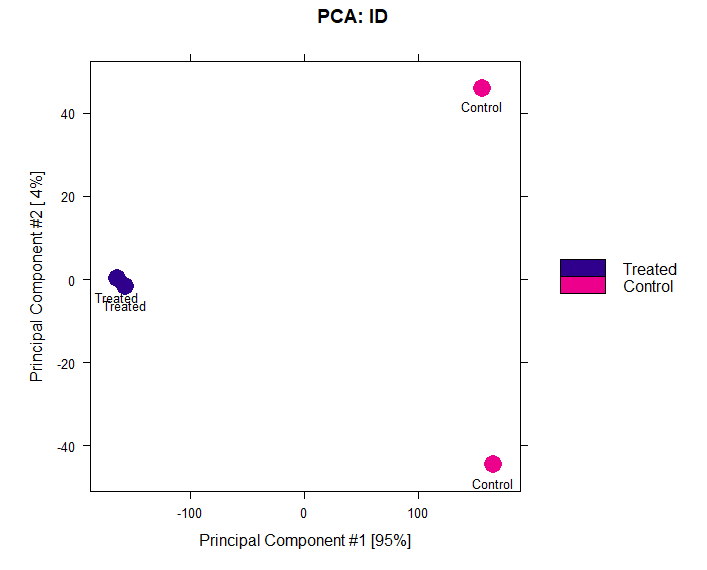 PCA: ID
Control
40
20
0
-20
-40
Principal Component #2 [ 4%]
Treated
Treated
Control
-100
0
100
Principal Component #1 [95%]
Treated
Control